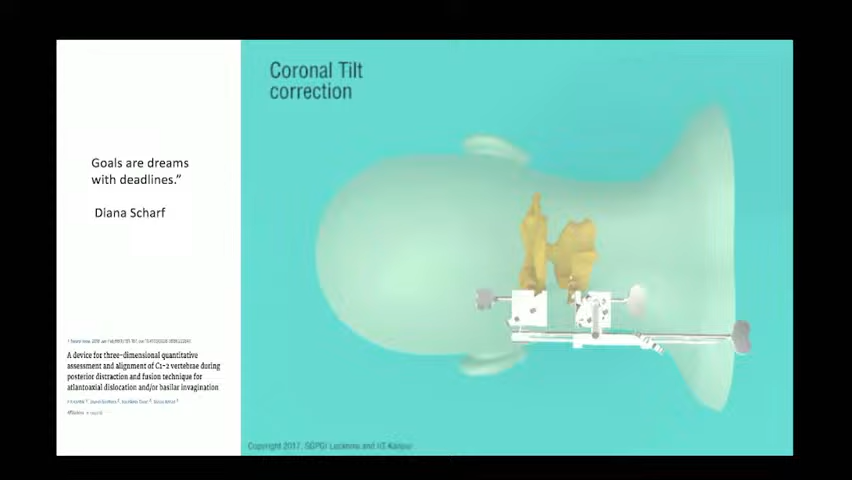 Goals are dreams
with deadlines.”
Diana Scharf
A device for three-dimensional quantitative
assessment and alignment of C1-2 vertebrae during
posterior distraction and fusion technique for
atlantoaxial dislocation and/or basilar invagination
Coronal Tilt
correction
Copyright 2017, SGPGI Lucknow and IIT Kanpur